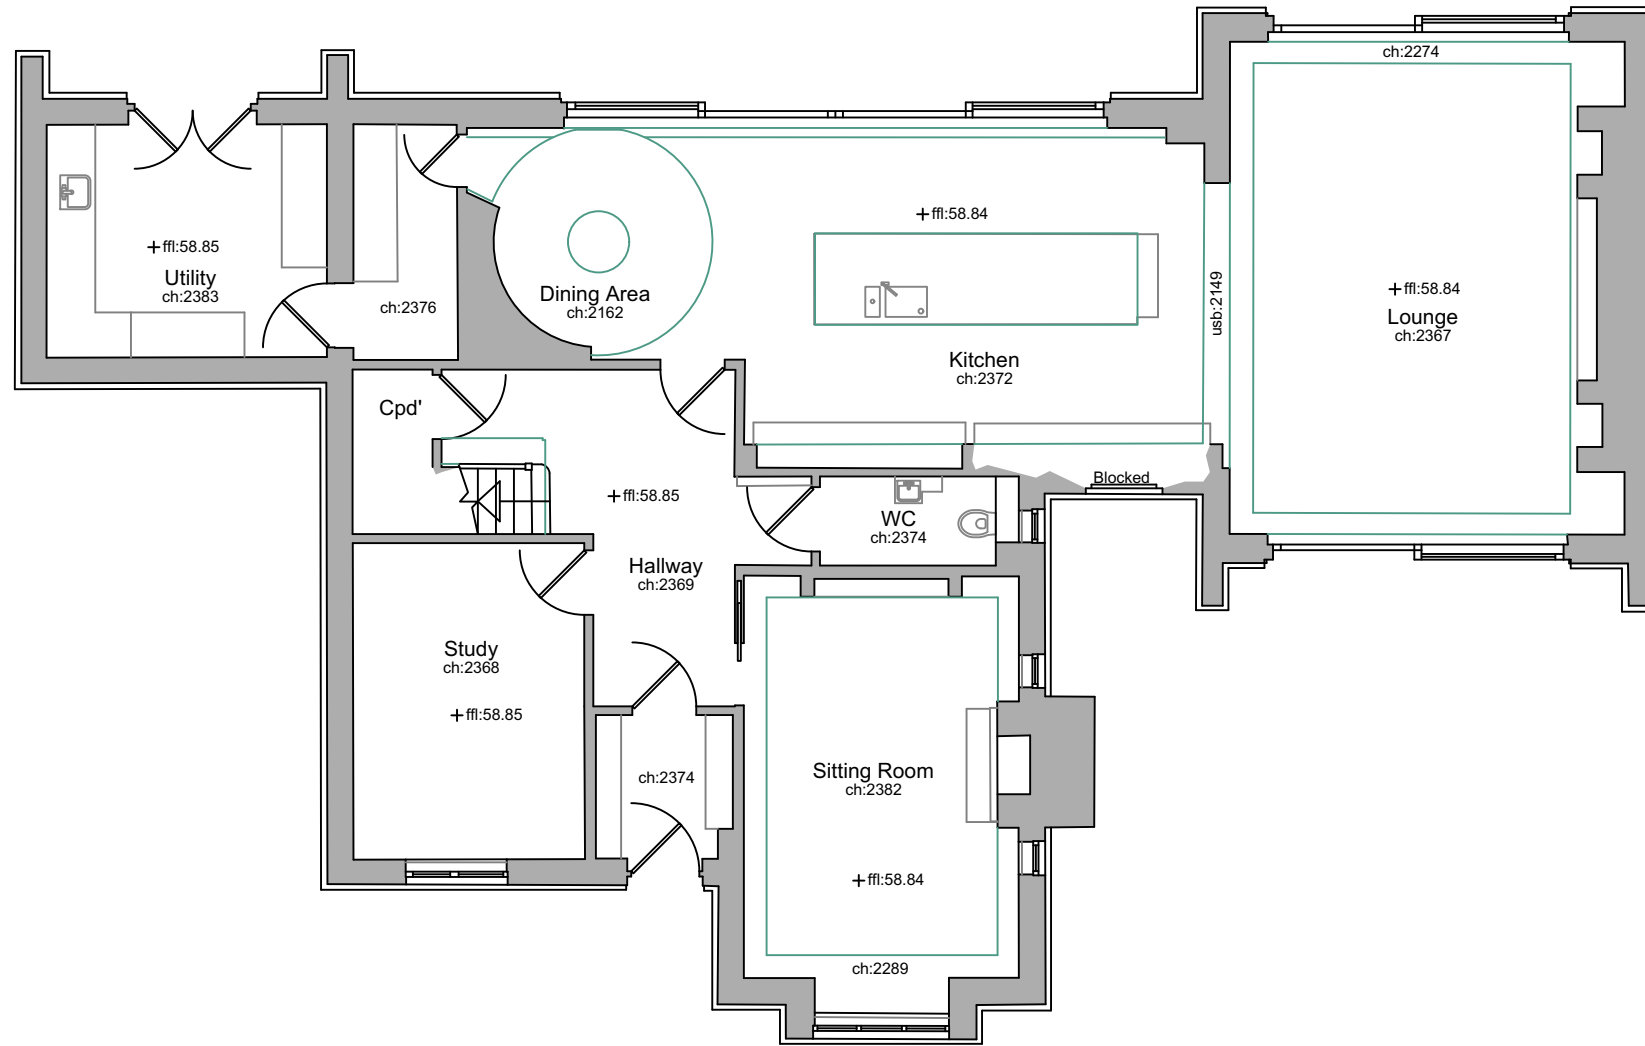 ch:2274
+ffl:58.84
+ffl:58.85
Utility
ch:2383
ch:2376
Dining Area
ch:2162
usb:2149
+ffl:58.84
Lounge
ch:2367
Kitchen
ch:2372
Cpd'
Blocked
+ffl:58.85
WC
ch:2374
Hallway
ch:2369
Study
ch:2368
+ffl:58.85
ch:2374
Sitting Room
ch:2382
+ffl:58.84
ch:2289